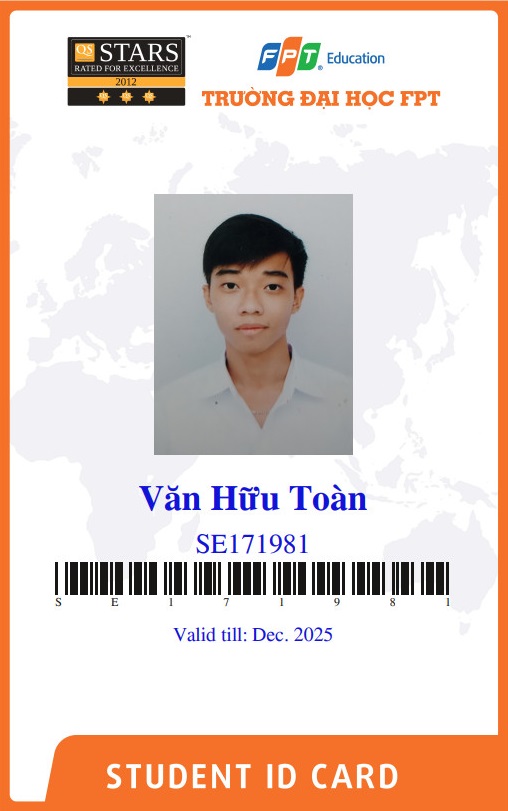 QS STARS™
RATED FOR EXCELLENCE
2012
FPT® Education
TRƯỜNG ĐẠI HỌC FPT
Văn Hữu Toàn
SE171981
S E 1 7 1 9 8 1
Valid till: Dec. 2025
STUDENT ID CARD